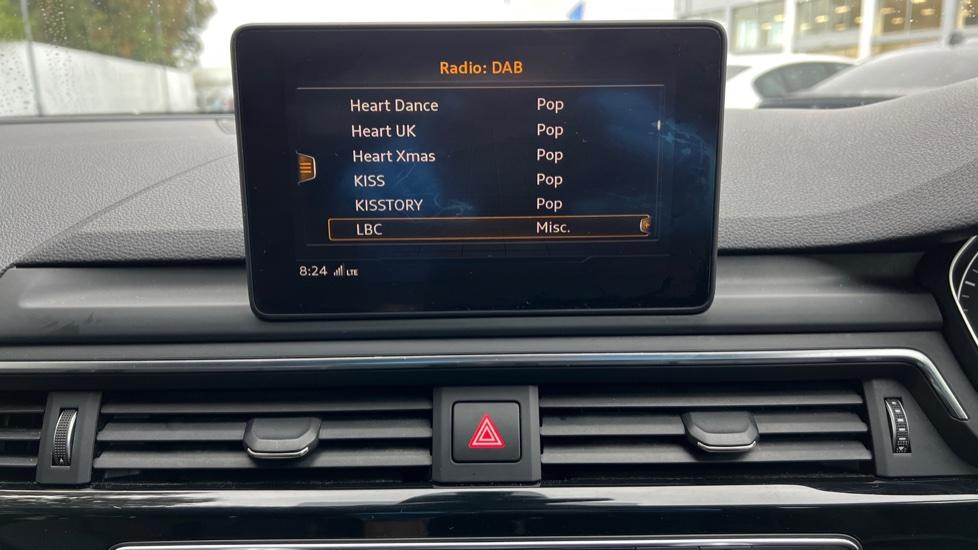 Radio: DAB
Heart Dance Pop
Heart UK Pop
Heart Xmas Pop
KISS Pop
KISSTORY Pop
LBC Misc.
8:24 LTE